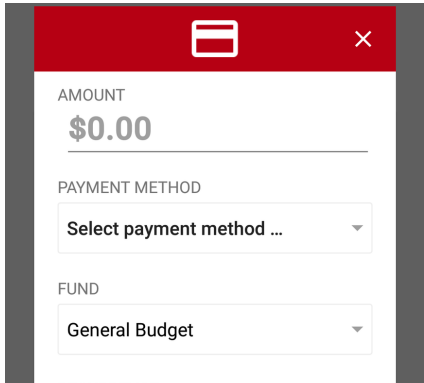 AMOUNT
$0.00
PAYMENT METHOD
Select payment method ...
FUND
General Budget